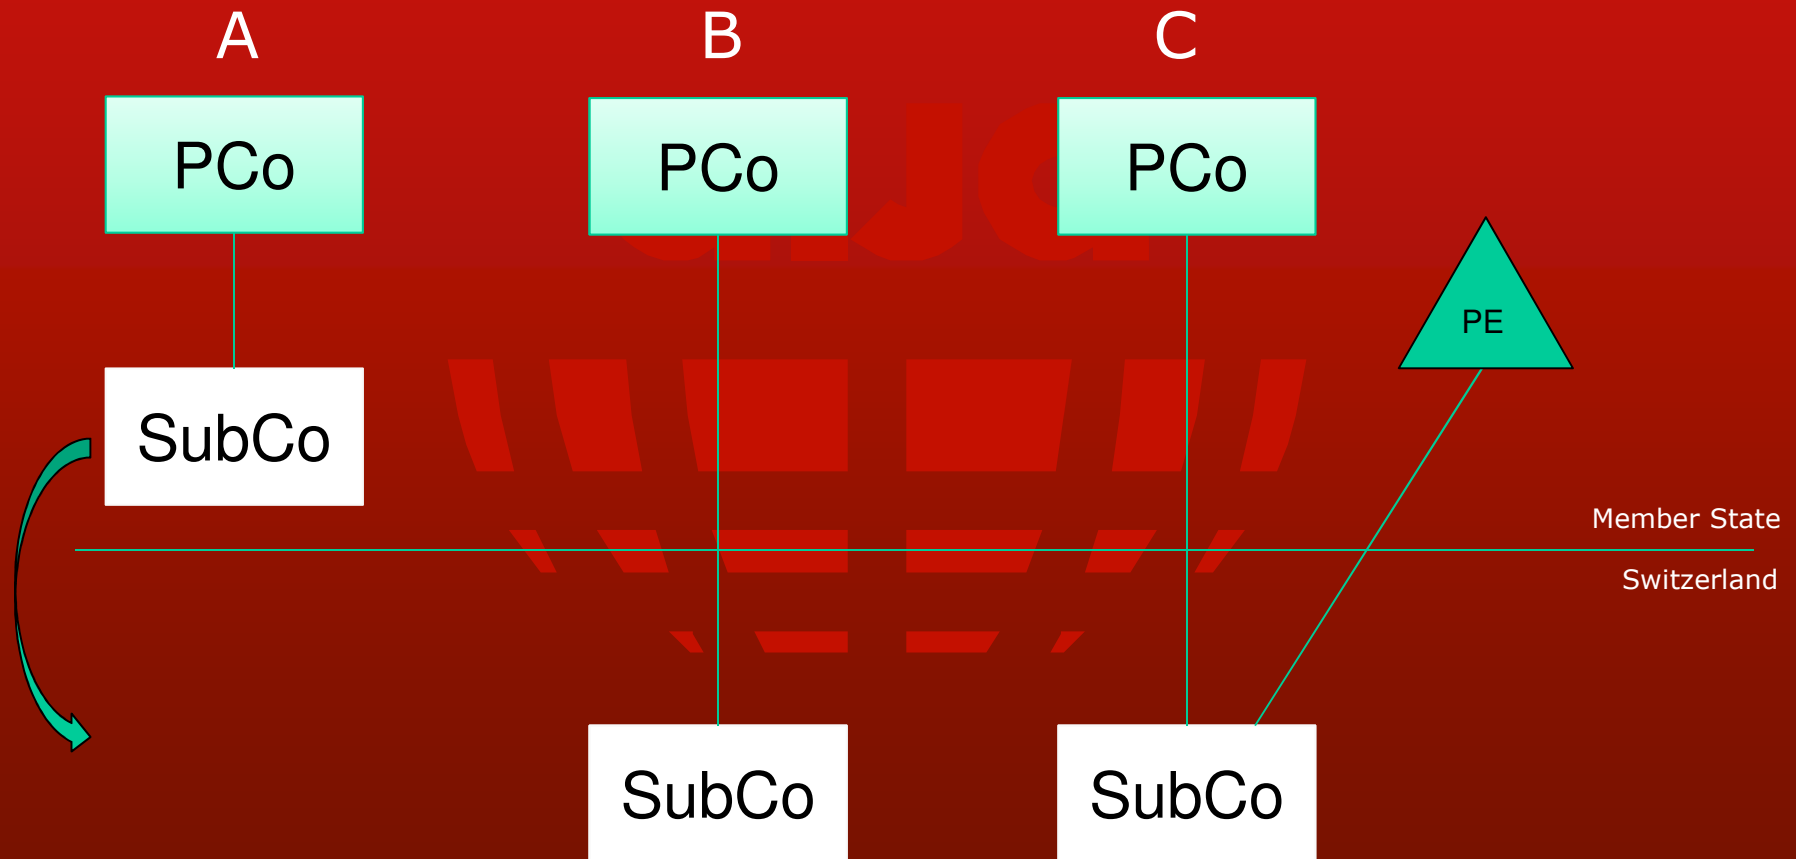 A
B
C
PCo
PCo
PCo
PE
SubCo
Member State
Switzerland
SubCo
SubCo